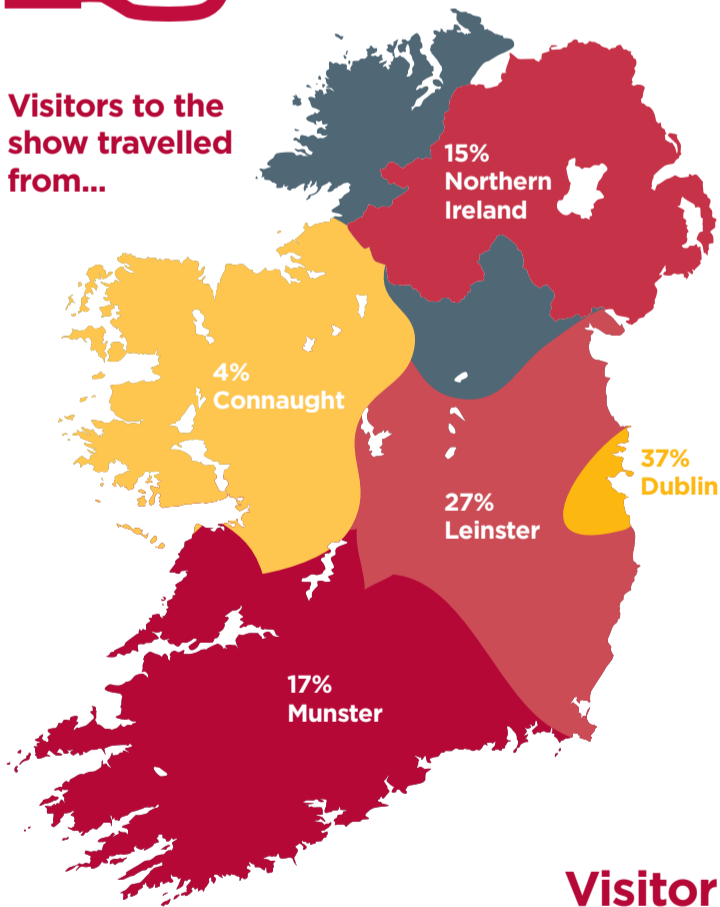 Visitors to the
show travelled
from...
15%
Northern
Ireland
4%
Connaught
37%
Dublin
27%
Leinster
17%
Munster
Visitor